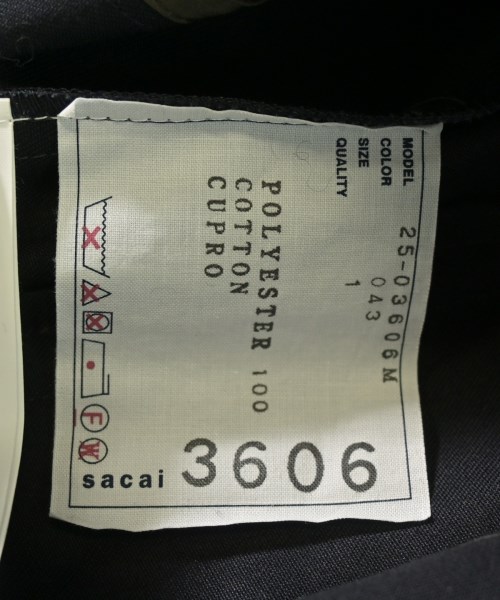 MODEL 25-03606M
COLOR 043
SIZE 1
QUALITY
POLYESTER 100
COTTON
CUPRO
F
W
sacai 3606